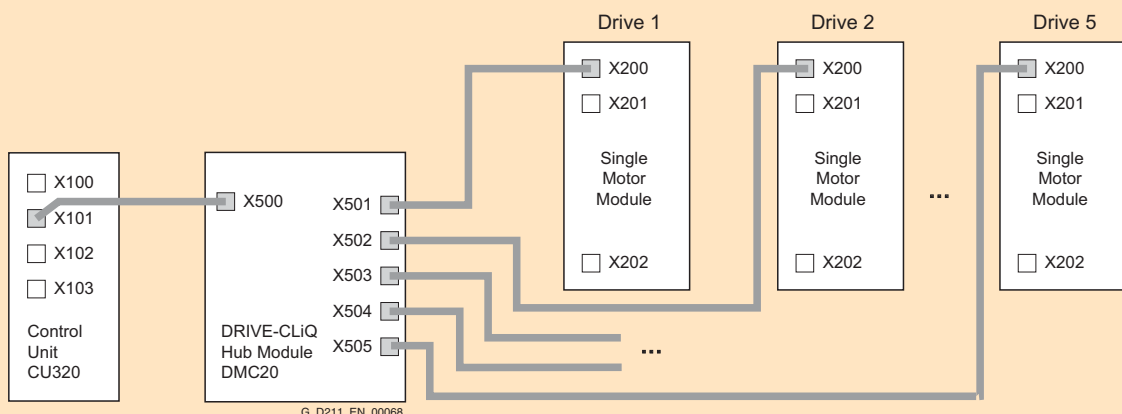 Drive 1
Drive 2
Drive 5
X200
X200
X200
X201
X201
X201
Single
Motor
Module
Single
Motor
Module
Single
Motor
Module
...
X202
X202
X202
X100
X101
X102
X103
Control
Unit
CU320
X500
X501
X502
X503
X504
X505
DRIVE-CLiQ
Hub Module
DMC20
...
G_D211_EN_00068